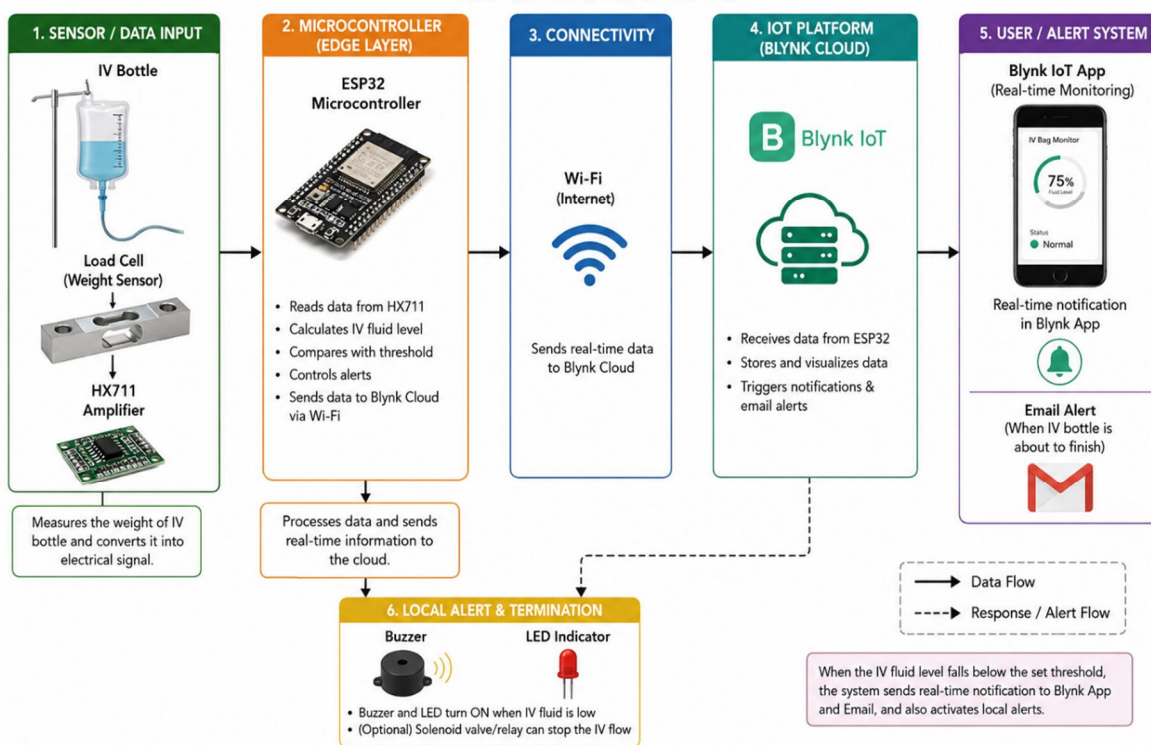 1. SENSOR / DATA INPUT
IV Bottle
Load Cell
(Weight Sensor)
HX711
Amplifier
Measures the weight of IV
bottle and converts it into
electrical signal.
2. MICROCONTROLLER
(EDGE LAYER)
ESP32
Microcontroller
• Reads data from HX711
• Calculates IV fluid level
• Compares with threshold
• Controls alerts
• Sends data to Blynk Cloud
via Wi-Fi
Processes data and sends
real-time information to
the cloud.
3. CONNECTIVITY
Wi-Fi
(Internet)
Sends real-time data
to Blynk Cloud
4. IOT PLATFORM
(BLYNK CLOUD)
B Blynk IoT
• Receives data from ESP32
• Stores and visualizes data
• Triggers notifications &
email alerts
5. USER / ALERT SYSTEM
Blynk IoT App
(Real-time Monitoring)
IV Bag Monitor
75%
Fluid Level
Status
Normal
Real-time notification
in Blynk App
Email Alert
(When IV bottle is
about to finish)
6. LOCAL ALERT & TERMINATION
Buzzer
LED Indicator
• Buzzer and LED turn ON when IV fluid is low
• (Optional) Solenoid valve/relay can stop the IV flow
Data Flow
Response / Alert Flow
When the IV fluid level falls below the set threshold,
the system sends real-time notification to Blynk App
and Email, and also activates local alerts.